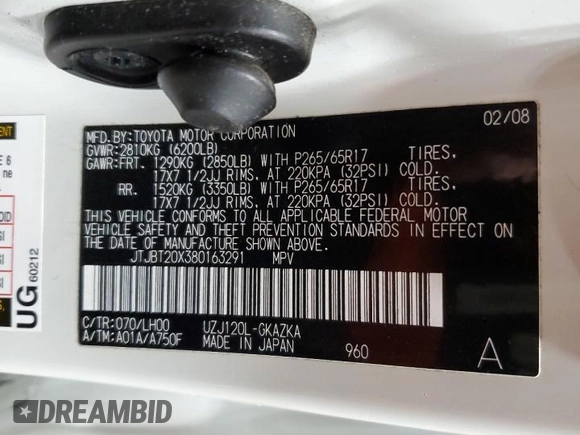 MFD.BY:TOYOTA MOTOR CORPORATION 02/08
GVWR:2810KG (6200LB)
GAWR:FRT. 1290KG (2850LB) WITH P265/65R17 TIRES,
17X7 1/2JJ RIMS, AT 220KPA (32PSI) COLD.
RR. 1520KG (3350LB) WITH P265/65R17 TIRES,
17X7 1/2JJ RIMS, AT 220KPA (32PSI) COLD.
THIS VEHICLE CONFORMS TO ALL APPLICABLE FEDERAL MOTOR
VEHICLE SAFETY AND THEFT PREVENTION STANDARDS IN EFFECT ON
THE DATE OF MANUFACTURE SHOWN ABOVE.
JTJBT20X380163291 MPV
C/TR:070/LH00 UZJ120L-GKAZKA
A/TM:A01A/A750F MADE IN JAPAN 960 A
UG 60212
E 6
ne
DREAMBID